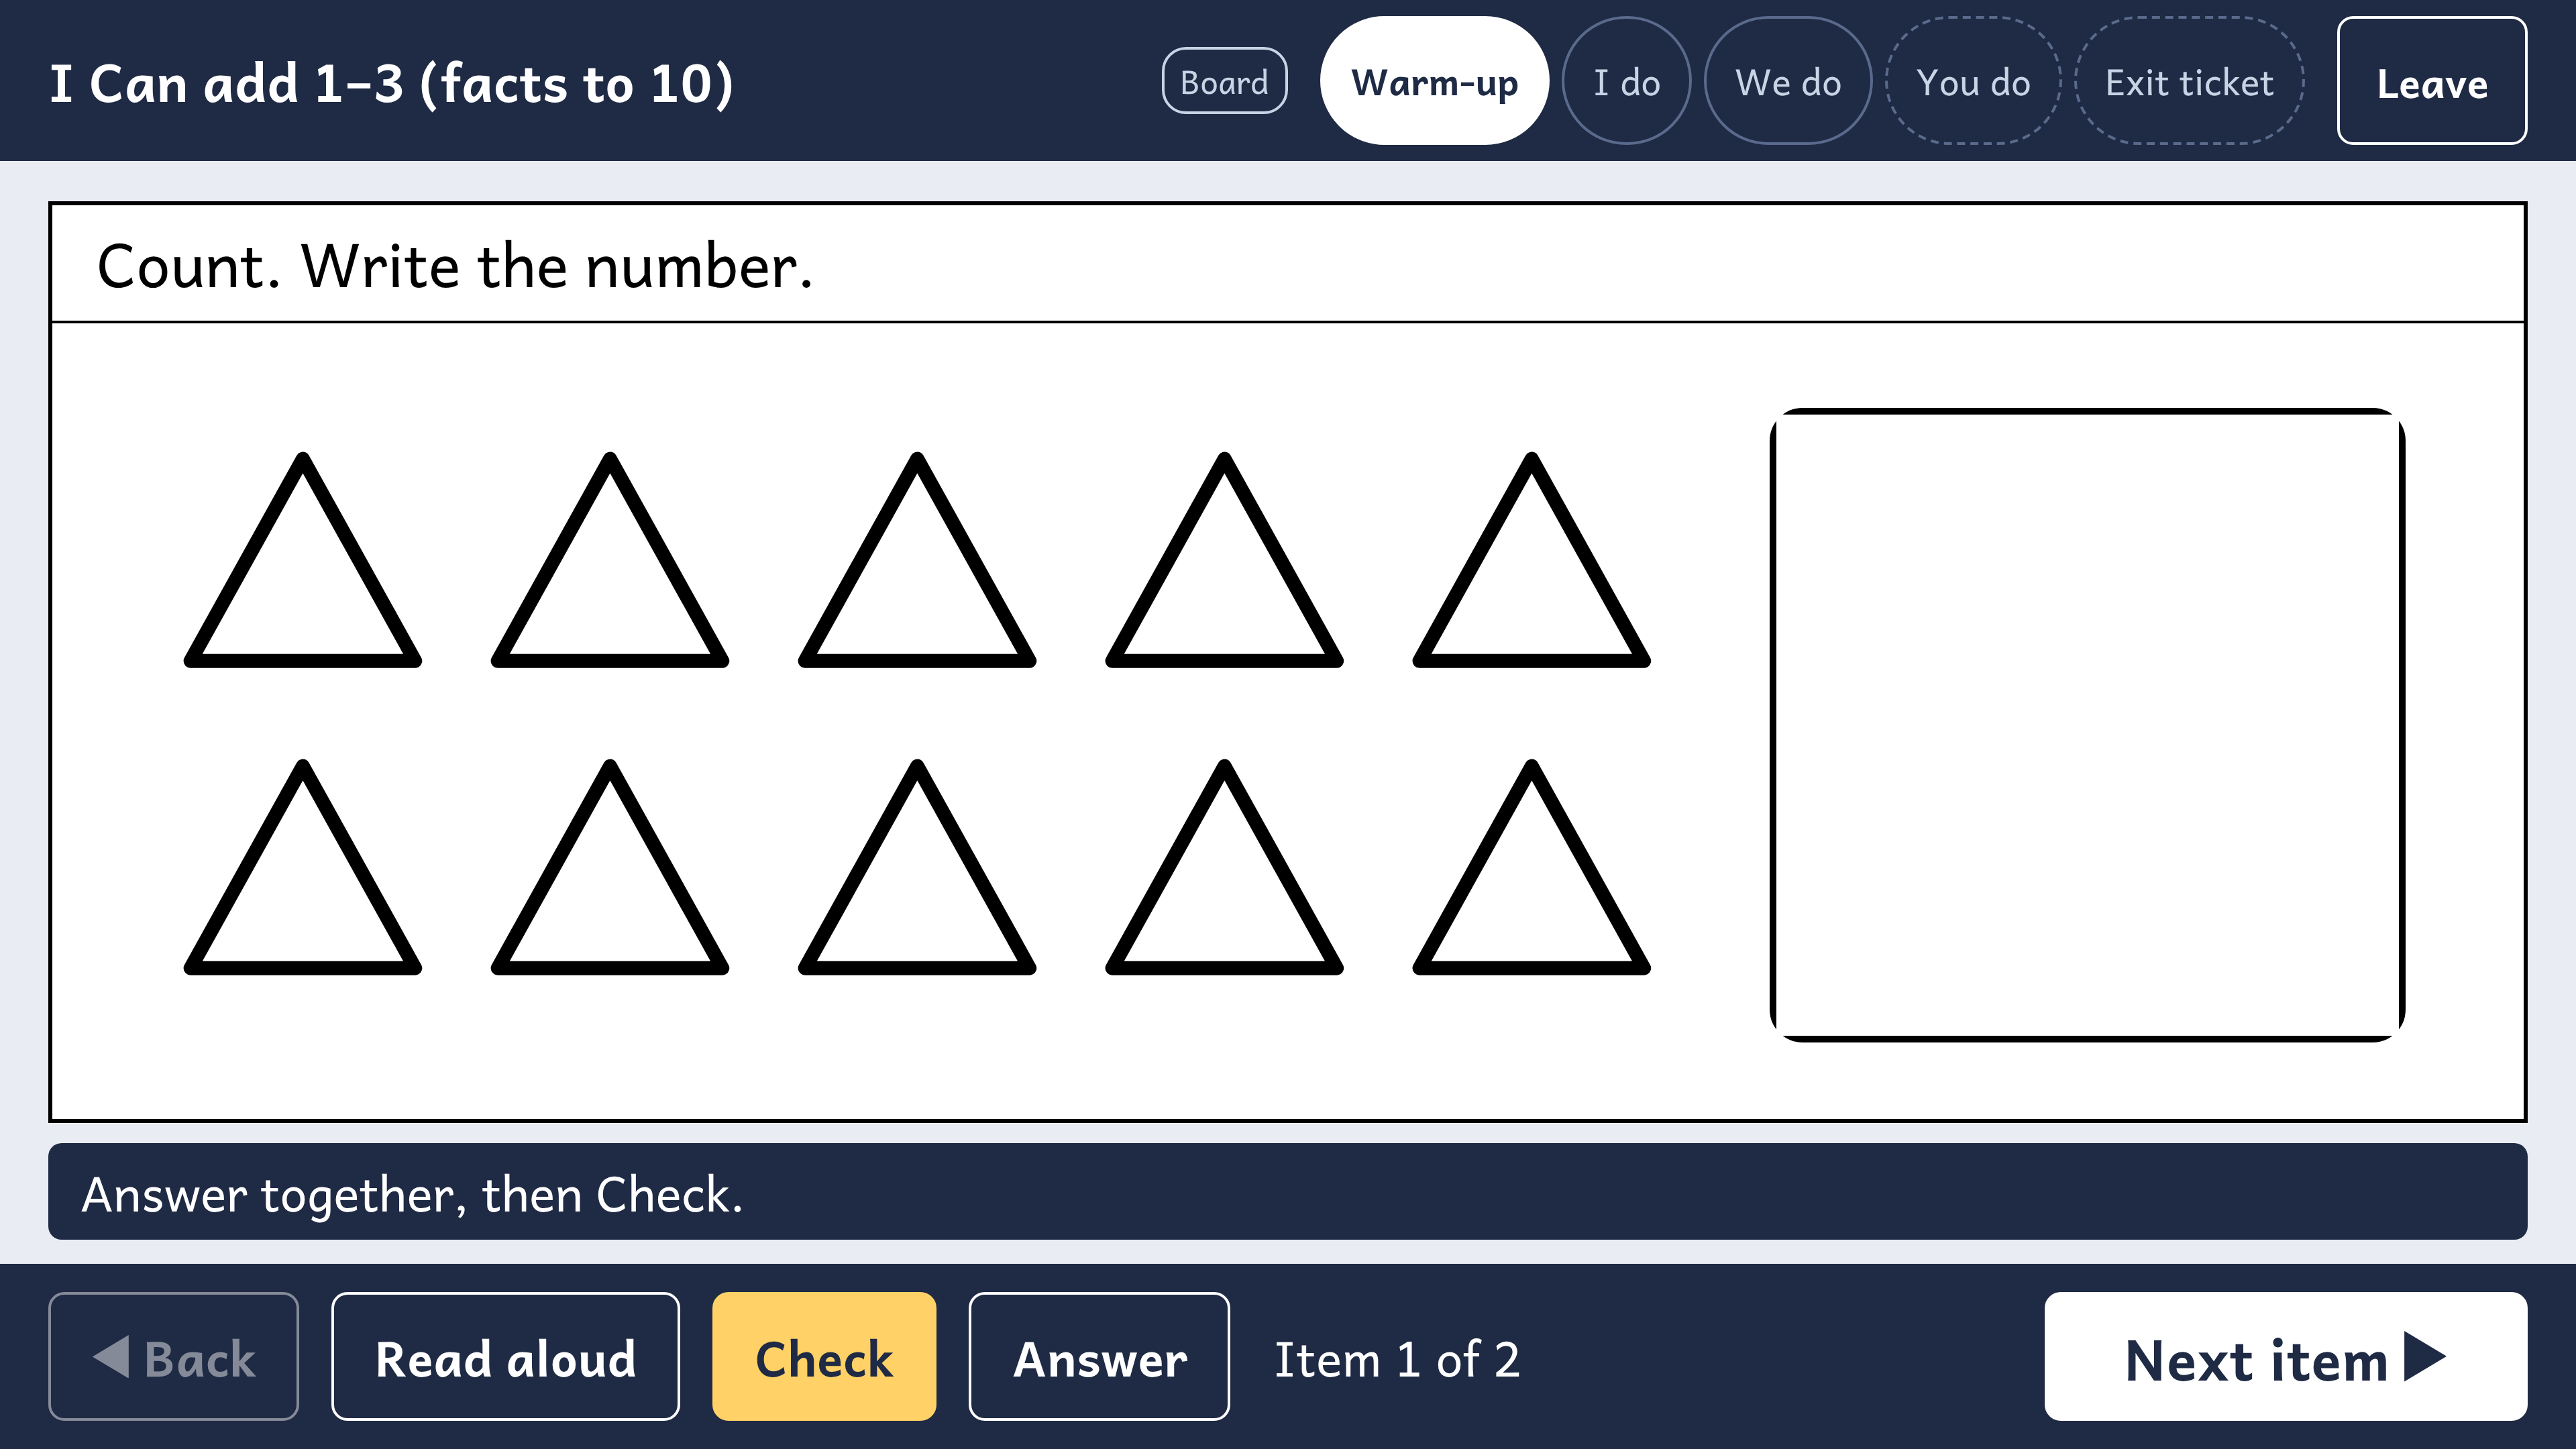 I Can add 1–3 (facts to 10)
Board
Warm-up
I do
We do
You do
Exit ticket
Leave
Count. Write the number.
Answer together, then Check.
Back
Read aloud
Check
Answer
Item 1 of 2
Next item